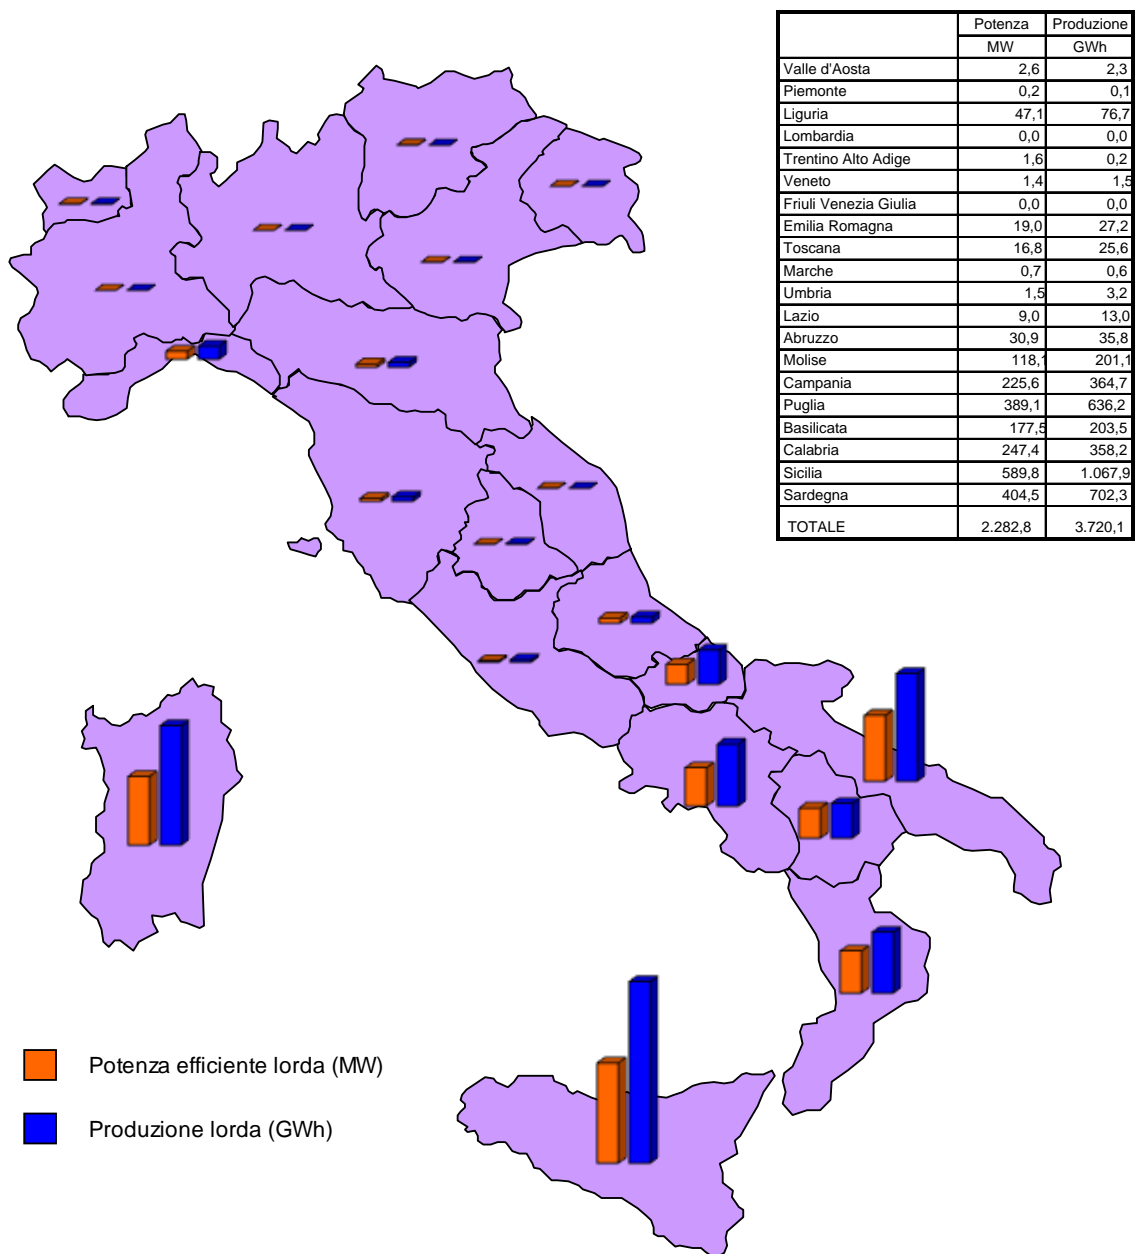 Potenza Produzione
MW GWh
Valle d'Aosta 2,6 2,3
Piemonte 0,2 0,1
Liguria 47,1 76,7
Lombardia 0,0 0,0
Trentino Alto Adige 1,6 0,2
Veneto 1,4 1,5
Friuli Venezia Giulia 0,0 0,0
Emilia Romagna 19,0 27,2
Toscana 16,8 25,6
Marche 0,7 0,6
Umbria 1,5 3,2
Lazio 9,0 13,0
Abruzzo 30,9 35,8
Molise 118,1 201,1
Campania 225,6 364,7
Puglia 389,1 636,2
Basilicata 177,5 203,5
Calabria 247,4 358,2
Sicilia 589,8 1.067,9
Sardegna 404,5 702,3
TOTALE 2.282,8 3.720,1
Potenza efficiente lorda (MW)
Produzione lorda (GWh)